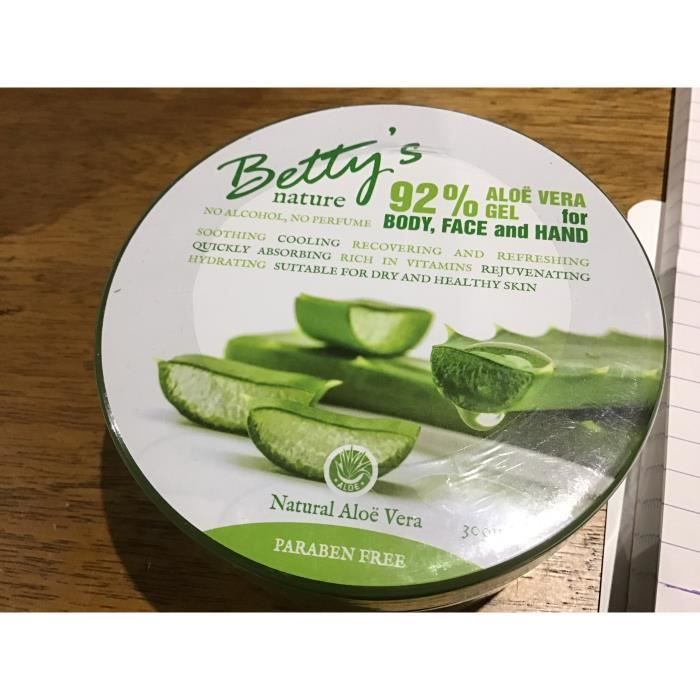 Betty's
nature
NO ALCOHOL, NO PERFUME
92% ALOË VERA
GEL for
BODY, FACE and HAND
SOOTHING COOLING RECOVERING AND REFRESHING
QUICKLY ABSORBING RICH IN VITAMINS REJUVENATING
HYDRATING SUITABLE FOR DRY AND HEALTHY SKIN
ALOE
Natural Aloë Vera
PARABEN FREE